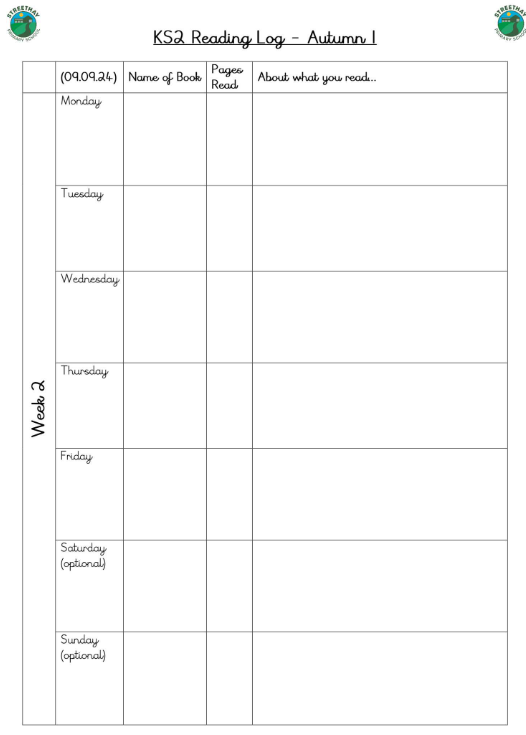 STREETHAY
PRIMARY SCHOOL
STREETHAY
PRIMARY SCHOOL
KS2 Reading Log - Autumn 1
(09.09.24) Name of Book Pages Read About what you read...
Week 2
Monday
Tuesday
Wednesday
Thursday
Friday
Saturday
(optional)
Sunday
(optional)